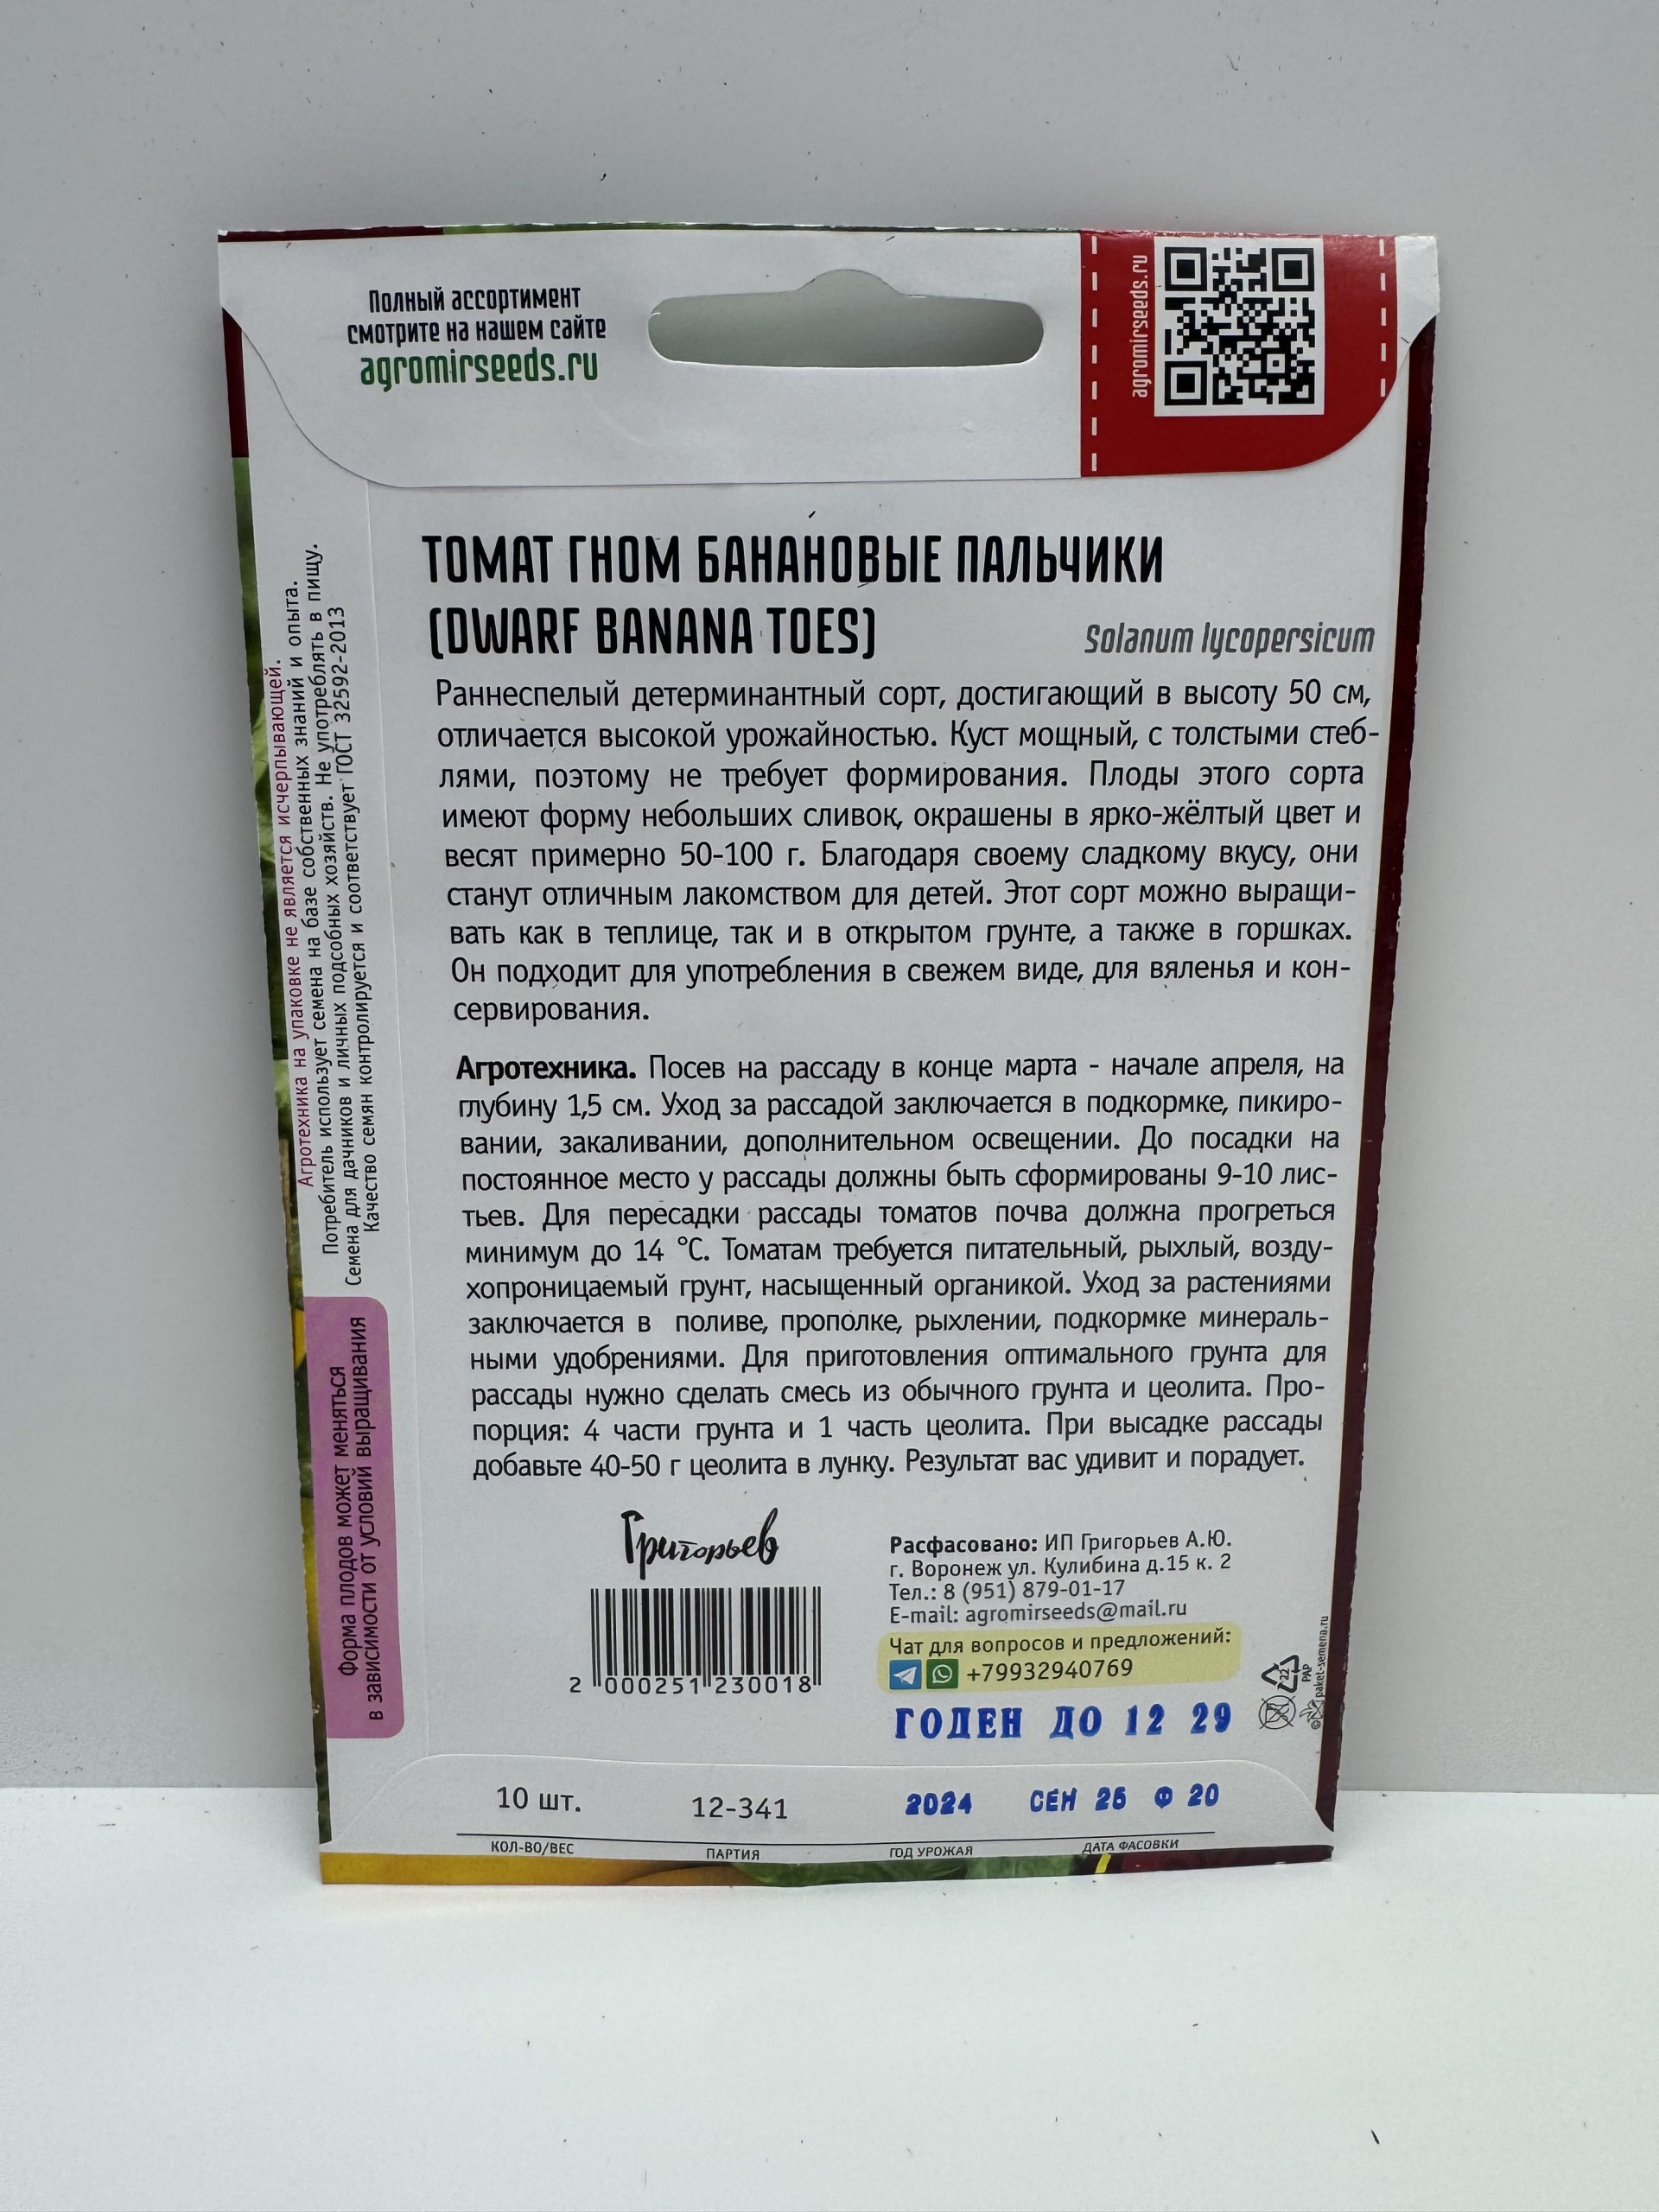 Полный ассортимент
смотрите на нашем сайте
agromirseeds.ru
agromirseeds.ru
ТОМАТ ГНОМ БАНАНОВЫЕ ПАЛЬЧИКИ
(DWARF BANANA TOES)
Solanum lycopersicum
Раннеспелый детерминантный сорт, достигающий в высоту 50 см,
отличается высокой урожайностью. Куст мощный, с толстыми стеб-
лями, поэтому не требует формирования. Плоды этого сорта
имеют форму небольших сливок, окрашены в ярко-жёлтый цвет и
весят примерно 50-100 г. Благодаря своему сладкому вкусу, они
станут отличным лакомством для детей. Этот сорт можно выращи-
вать как в теплице, так и в открытом грунте, а также в горшках.
Он подходит для употребления в свежем виде, для вяленья и кон-
сервирования.
Агротехника. Посев на рассаду в конце марта - начале апреля, на
глубину 1,5 см. Уход за рассадой заключается в подкормке, пикиро-
вании, закаливании, дополнительном освещении. До посадки на
постоянное место у рассады должны быть сформированы 9-10 лис-
тьев. Для пересадки рассады томатов почва должна прогреться
минимум до 14 °С. Томатам требуется питательный, рыхлый, возду-
хопроницаемый грунт, насыщенный органикой. Уход за растениями
заключается в поливе, прополке, рыхлении, подкормке минераль-
ными удобрениями. Для приготовления оптимального грунта для
рассады нужно сделать смесь из обычного грунта и цеолита. Про-
порция: 4 части грунта и 1 часть цеолита. При высадке рассады
добавьте 40-50 г цеолита в лунку. Результат вас удивит и порадует.
Агротехника на упаковке не является исчерпывающей.
Потребитель использует семена на базе собственных знаний и опыта.
Семена для дачников и личных подсобных хозяйств. Не употреблять в пищу.
Качество семян контролируется и соответствует ГОСТ 32592-2013
Форма плодов может меняться
в зависимости от условий выращивания
Григорьев
2 000251 230018
Расфасовано: ИП Григорьев А.Ю.
г. Воронеж ул. Кулибина д.15 к. 2
Тел.: 8 (951) 879-01-17
E-mail: agromirseeds@mail.ru
Чат для вопросов и предложений:
+79932940769
ГОДЕН ДО 12 29
22
PAP
© paket-semena.ru
10 шт. 12-341 2024 СЕН 25 Ф 20
КОЛ-ВО/ВЕС ПАРТИЯ ГОД УРОЖАЯ ДАТА ФАСОВКИ